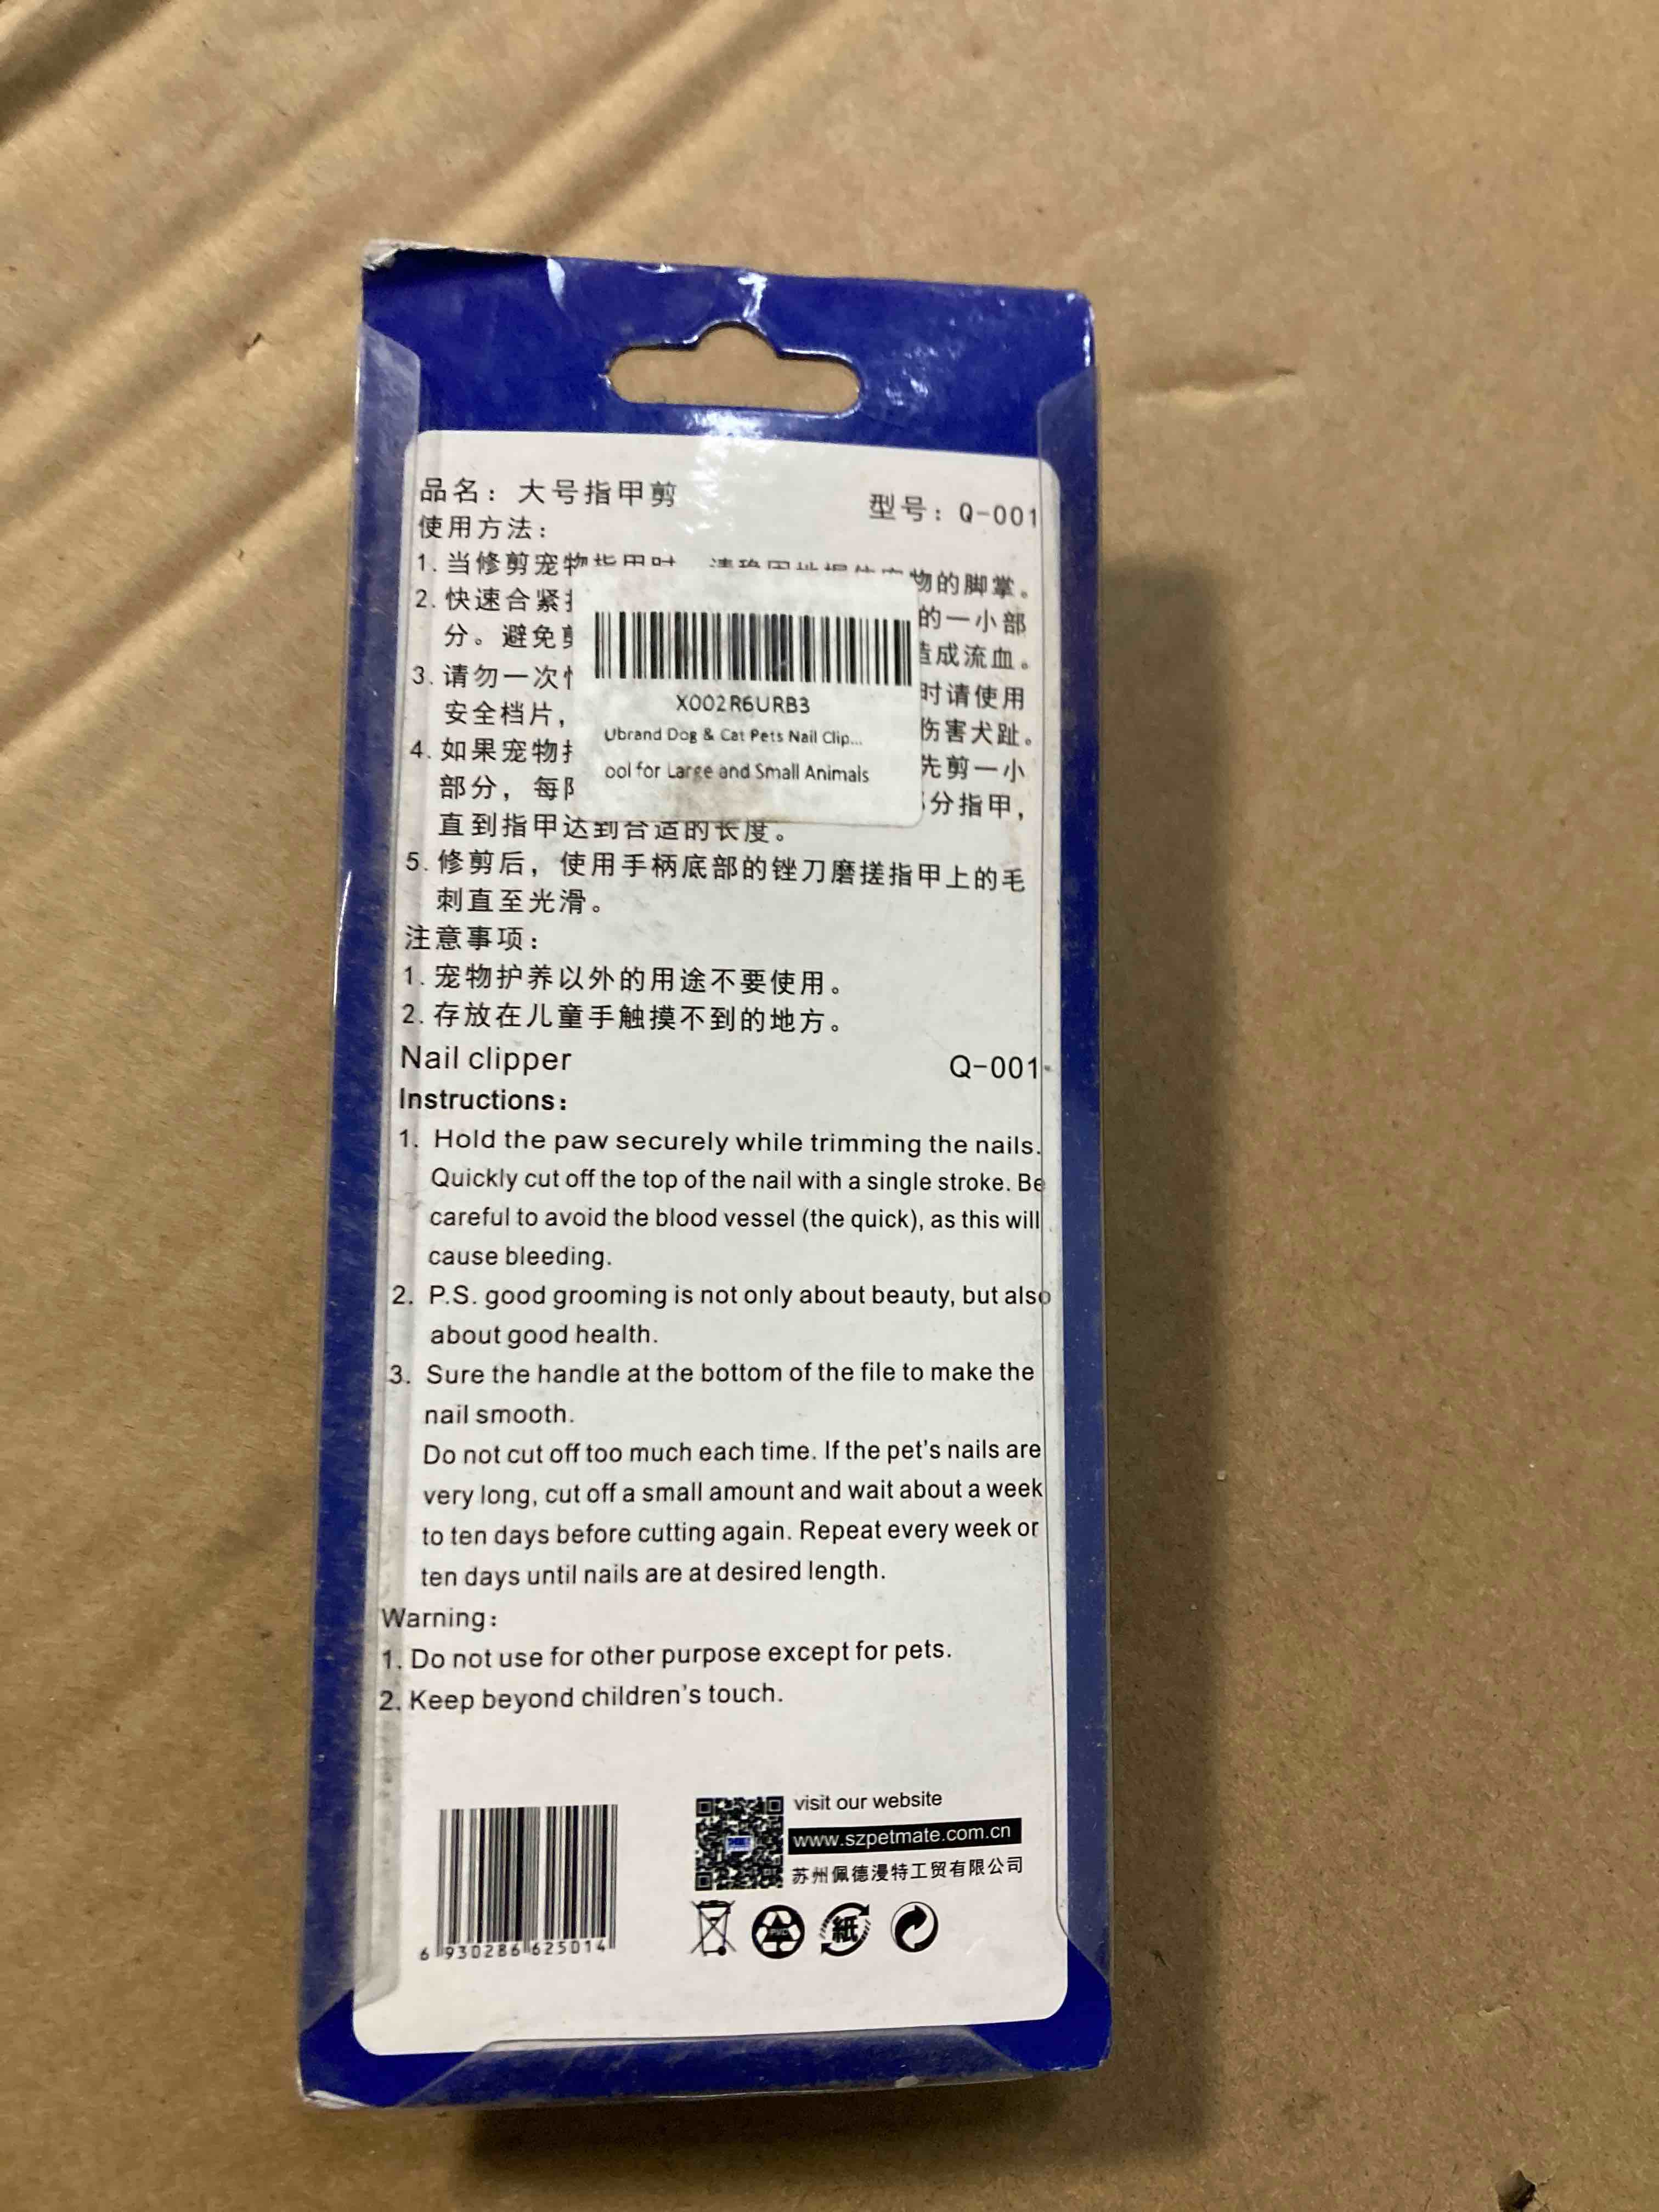 品名：大号指甲剪
型号：Q-001
使用方法：
1.当修剪宠物指甲时 物的脚掌。
2.快速合紧 的一小部
分。避免 造成流血。
3.请勿一次 时请使用
安全档片， 伤害犬趾。
4.如果宠物 先剪一小
部分，每 分指甲，
直到指甲达到合适的长度。
X002R6URB3
Ubrand Dog & Cat Pets Nail Clip...
ool for Large and Small Animals
5.修剪后，使用手柄底部的锉刀磨搓指甲上的毛
刺直至光滑。
注意事项：
1.宠物护养以外的用途不要使用。
2.存放在儿童手触摸不到的地方。
Nail clipper Q-001
Instructions:
1. Hold the paw securely while trimming the nails.
Quickly cut off the top of the nail with a single stroke. Be
careful to avoid the blood vessel (the quick), as this will
cause bleeding.
2. P.S. good grooming is not only about beauty, but also
about good health.
3. Sure the handle at the bottom of the file to make the
nail smooth.
Do not cut off too much each time. If the pet's nails are
very long, cut off a small amount and wait about a week
to ten days before cutting again. Repeat every week or
ten days until nails are at desired length.
Warning:
1. Do not use for other purpose except for pets.
2. Keep beyond children's touch.
6 930286 625014
visit our website
www.szpetmate.com.cn
苏州佩德漫特工贸有限公司
PVC
紙